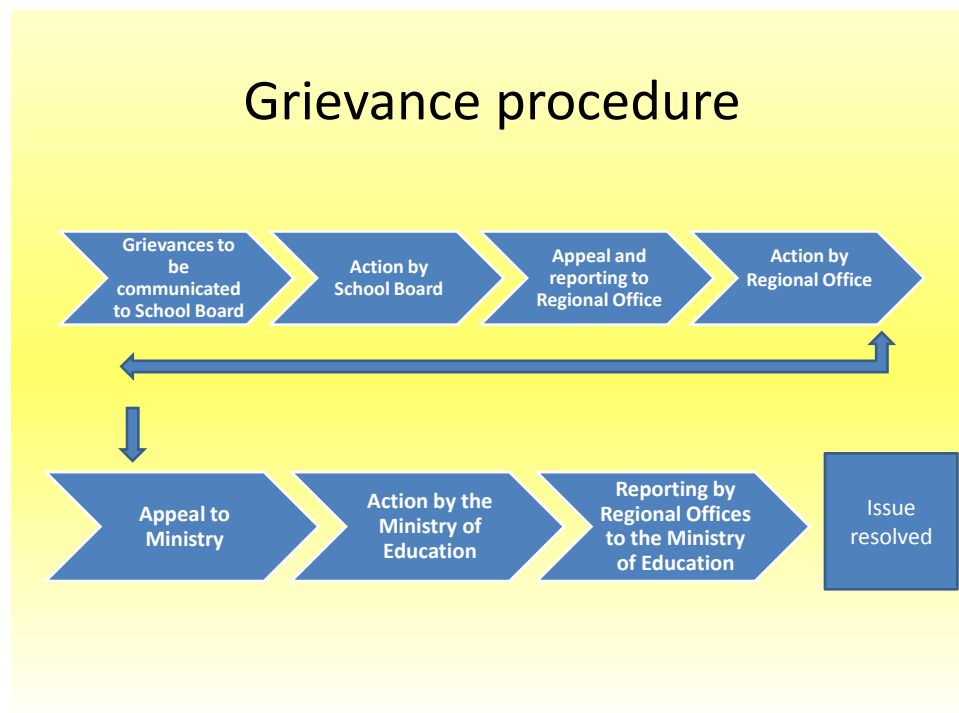 Grievance procedure
Grievances to
be
communicated
to School Board
Action by
School Board
Appeal and
reporting to
Regional Office
Action by
Regional Office
Appeal to
Ministry
Action by the
Ministry of
Education
Reporting by
Regional Offices
to the Ministry
of Education
Issue
resolved